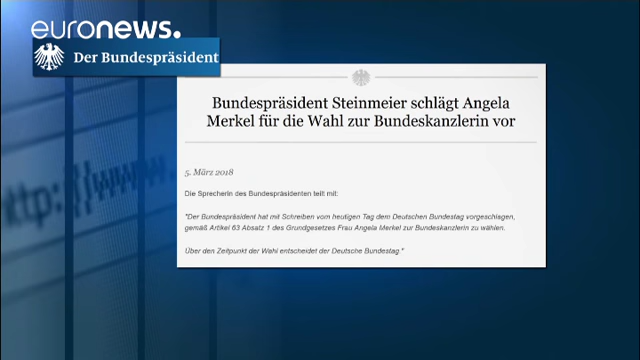 euronews.
Der Bundespräsident
Bundespräsident Steinmeier schlägt Angela
Merkel für die Wahl zur Bundeskanzlerin vor
5. März 2018
Die Sprecherin des Bundespräsidenten teilt mit:
"Der Bundespräsident hat mit Schreiben vom heutigen Tag dem Deutschen Bundestag vorgeschlagen,
gemäß Artikel 63 Absatz 1 des Grundgesetzes Frau Angela Merkel zur Bundeskanzlerin zu wählen.
Über den Zeitpunkt der Wahl entscheidet der Deutsche Bundestag."
http://www.